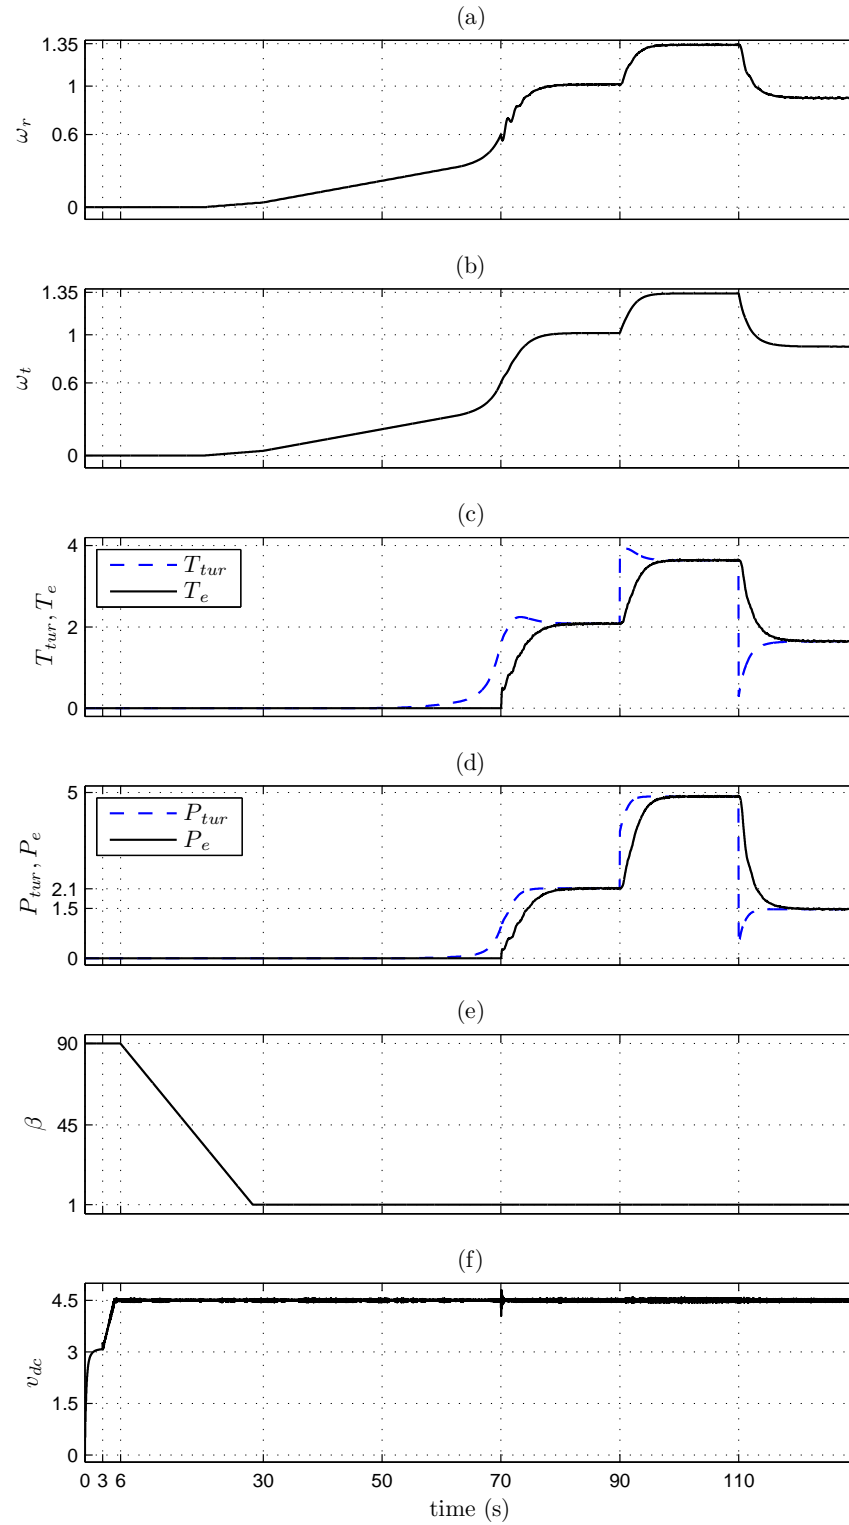 (a)
1.35
1
0.6
0
ω_r
(b)
1.35
1
0.6
0
ω_t
(c)
4
2
0
T_tur, T_e
T_tur
T_e
(d)
5
2.1
1.5
0
P_tur, P_e
P_tur
P_e
(e)
90
45
1
β
(f)
4.5
3
1.5
0
v_dc
0 3 6 30 50 70 90 110
time (s)